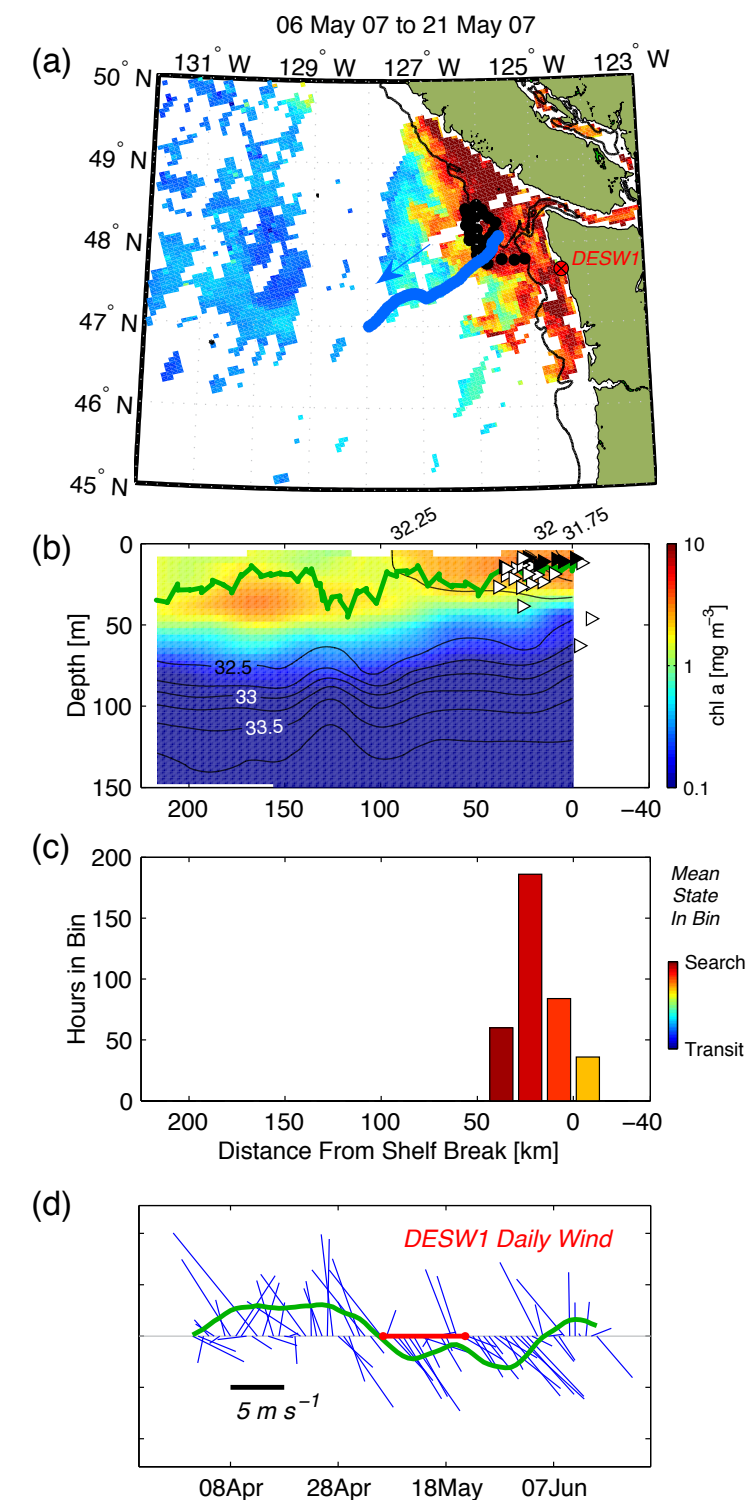 06 May 07 to 21 May 07
(a)
131° W 129° W 127° W 125° W 123° W
50° N
49° N
48° N
47° N
46° N
45° N
DESW1
(b)
32.25 32 31.75
0
50
100
150
Depth [m]
32.5
33
33.5
200 150 100 50 0 −40
10
1
0.1
chl a [mg m⁻³]
(c)
200
150
100
50
0
Hours in Bin
200 150 100 50 0 −40
Distance From Shelf Break [km]
Mean
State
In Bin
Search
Transit
(d)
DESW1 Daily Wind
5 m s⁻¹
08Apr 28Apr 18May 07Jun